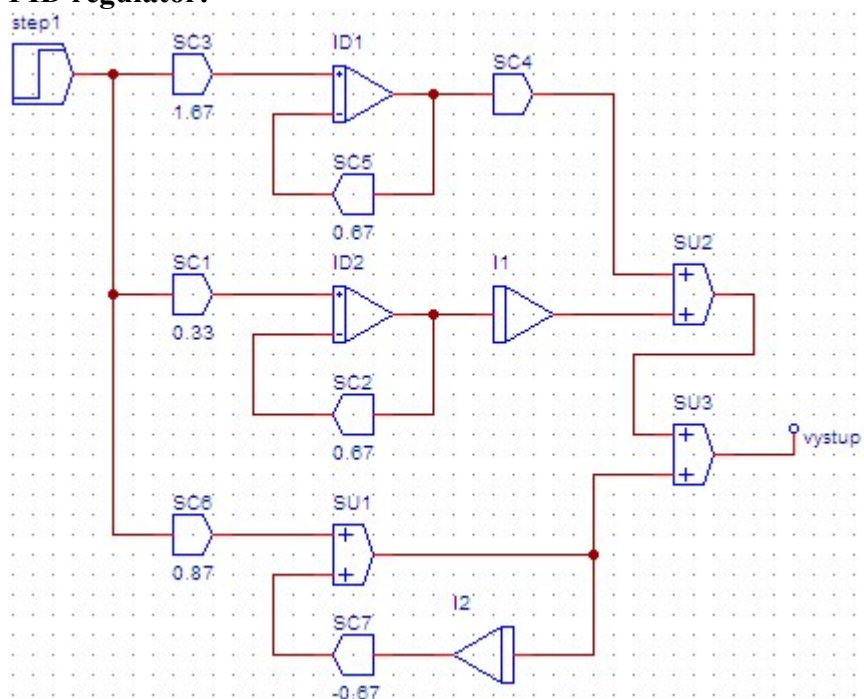 PID regulátor:
step1
SC3
ID1
SC4
1.67
SC5
0.67
SU2
SC1
ID2
I1
0.33
SC2
0.67
SU3
vystup
SC6
SU1
0.87
I2
SC7
-0.67